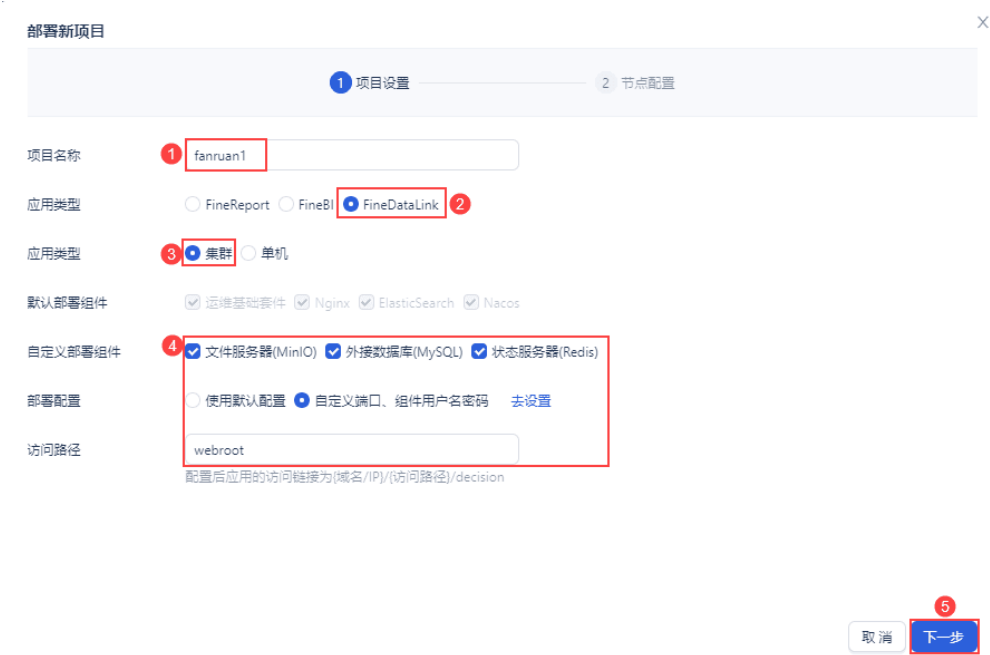 部署新项目
1 项目设置 2 节点配置
项目名称 1 fanruan1
应用类型 FineReport FineBI FineDataLink 2
应用类型 3 集群 单机
默认部署组件 运维基础套件 Nginx ElasticSearch Nacos
自定义部署组件 4 文件服务器(MinIO) 外接数据库(MySQL) 状态服务器(Redis)
部署配置 使用默认配置 自定义端口、组件用户名密码 去设置
访问路径 webroot
配置后应用的访问链接为{域名/IP}/{访问路径}/decision
5
取消 下一步